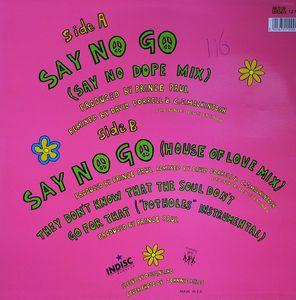 Side A
116
SAY NO GO
(SAY NO DOPE MIX)
PRODUCED BY PRINCE PAUL
REMIXED BY DAVID DORRELL & C.J.MACKINTOSH
Side B
SAY NO GO (HOUSE OF LOVE MIX)
PRODUCED BY PRINCE PAUL REMIXED BY DAVID DORRELL &
THEY DON'T KNOW THAT THE SOUL DON'T
GO FOR THAT ("POTHOLES" INSTRUMENTAL)
PRODUCED BY PRINCE PAUL
INDISC